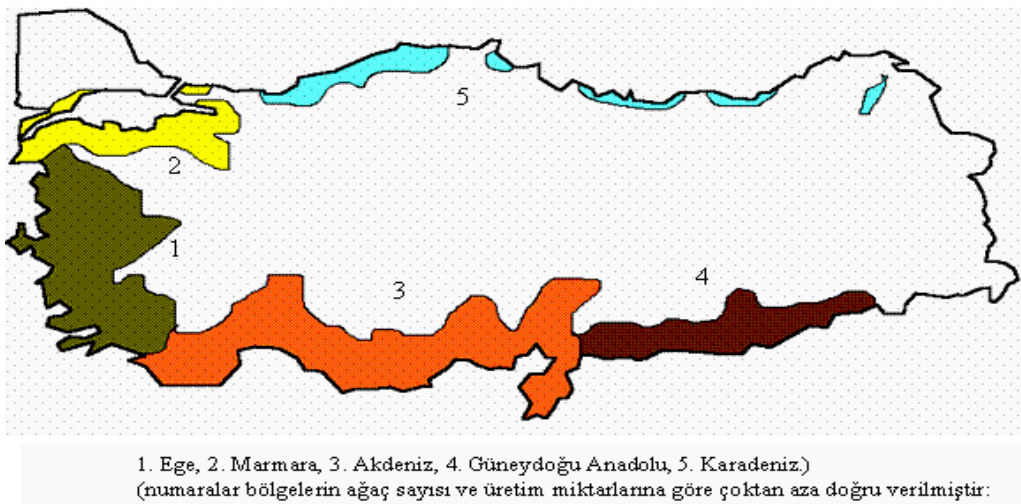 5
2
1
3
4
1. Ege, 2. Marmara, 3. Akdeniz, 4. Güneydoğu Anadolu, 5. Karadeniz.)
(numaralar bölgelerin ağaç sayısı ve üretim miktarlarına göre çoktan aza doğru verilmiştir: